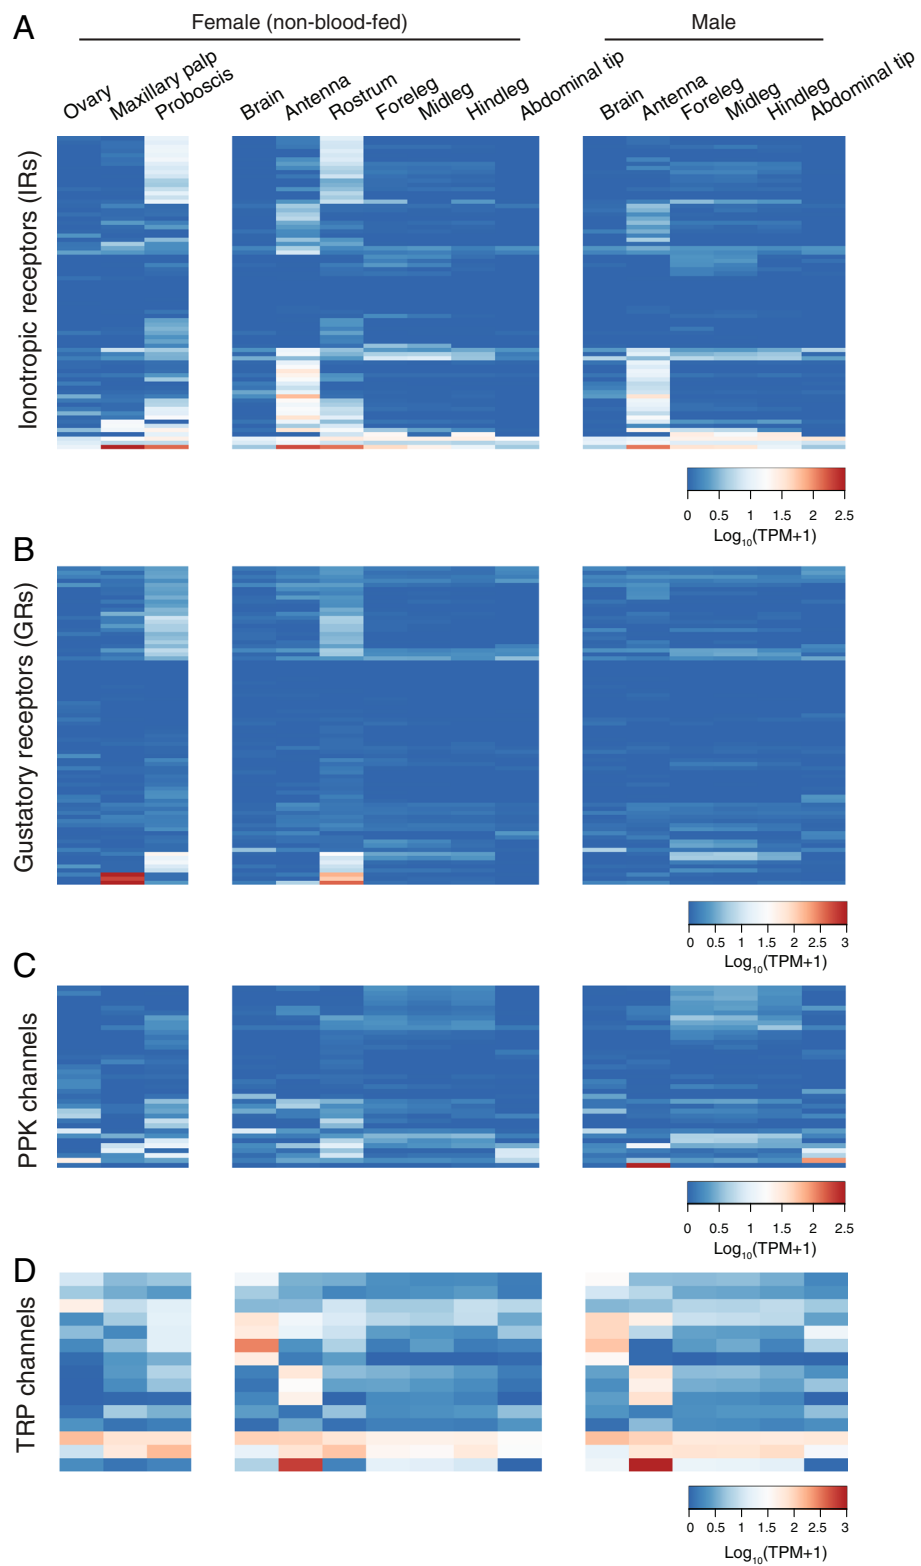 A
Female (non-blood-fed)
Male
Ovary
Maxillary palp
Proboscis
Brain
Antenna
Rostrum
Foreleg
Midleg
Hindleg
Abdominal tip
Brain
Antenna
Foreleg
Midleg
Hindleg
Abdominal tip
Ionotropic receptors (IRs)
0 0.5 1 1.5 2 2.5
Log₁₀(TPM+1)
B
Gustatory receptors (GRs)
0 0.5 1 1.5 2 2.5 3
Log₁₀(TPM+1)
C
PPK channels
0 0.5 1 1.5 2 2.5
Log₁₀(TPM+1)
D
TRP channels
0 0.5 1 1.5 2 2.5 3
Log₁₀(TPM+1)